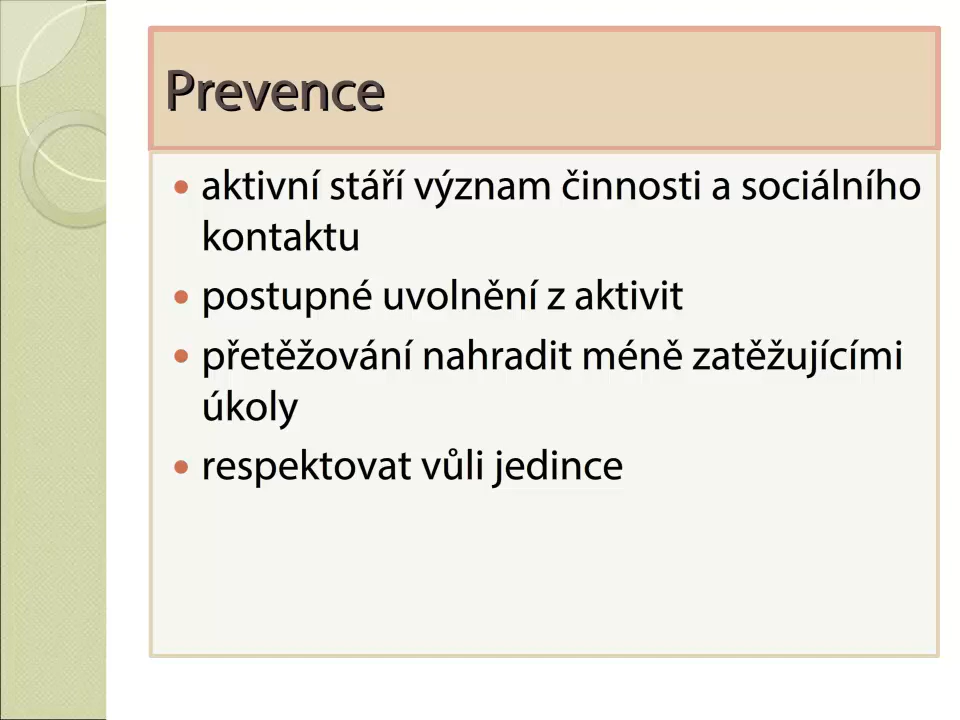 Prevence
aktivní stáří význam činnosti a sociálního
kontaktu
postupné uvolnění z aktivit
přetěžování nahradit méně zatěžujícími
úkoly
respektovat vůli jedince